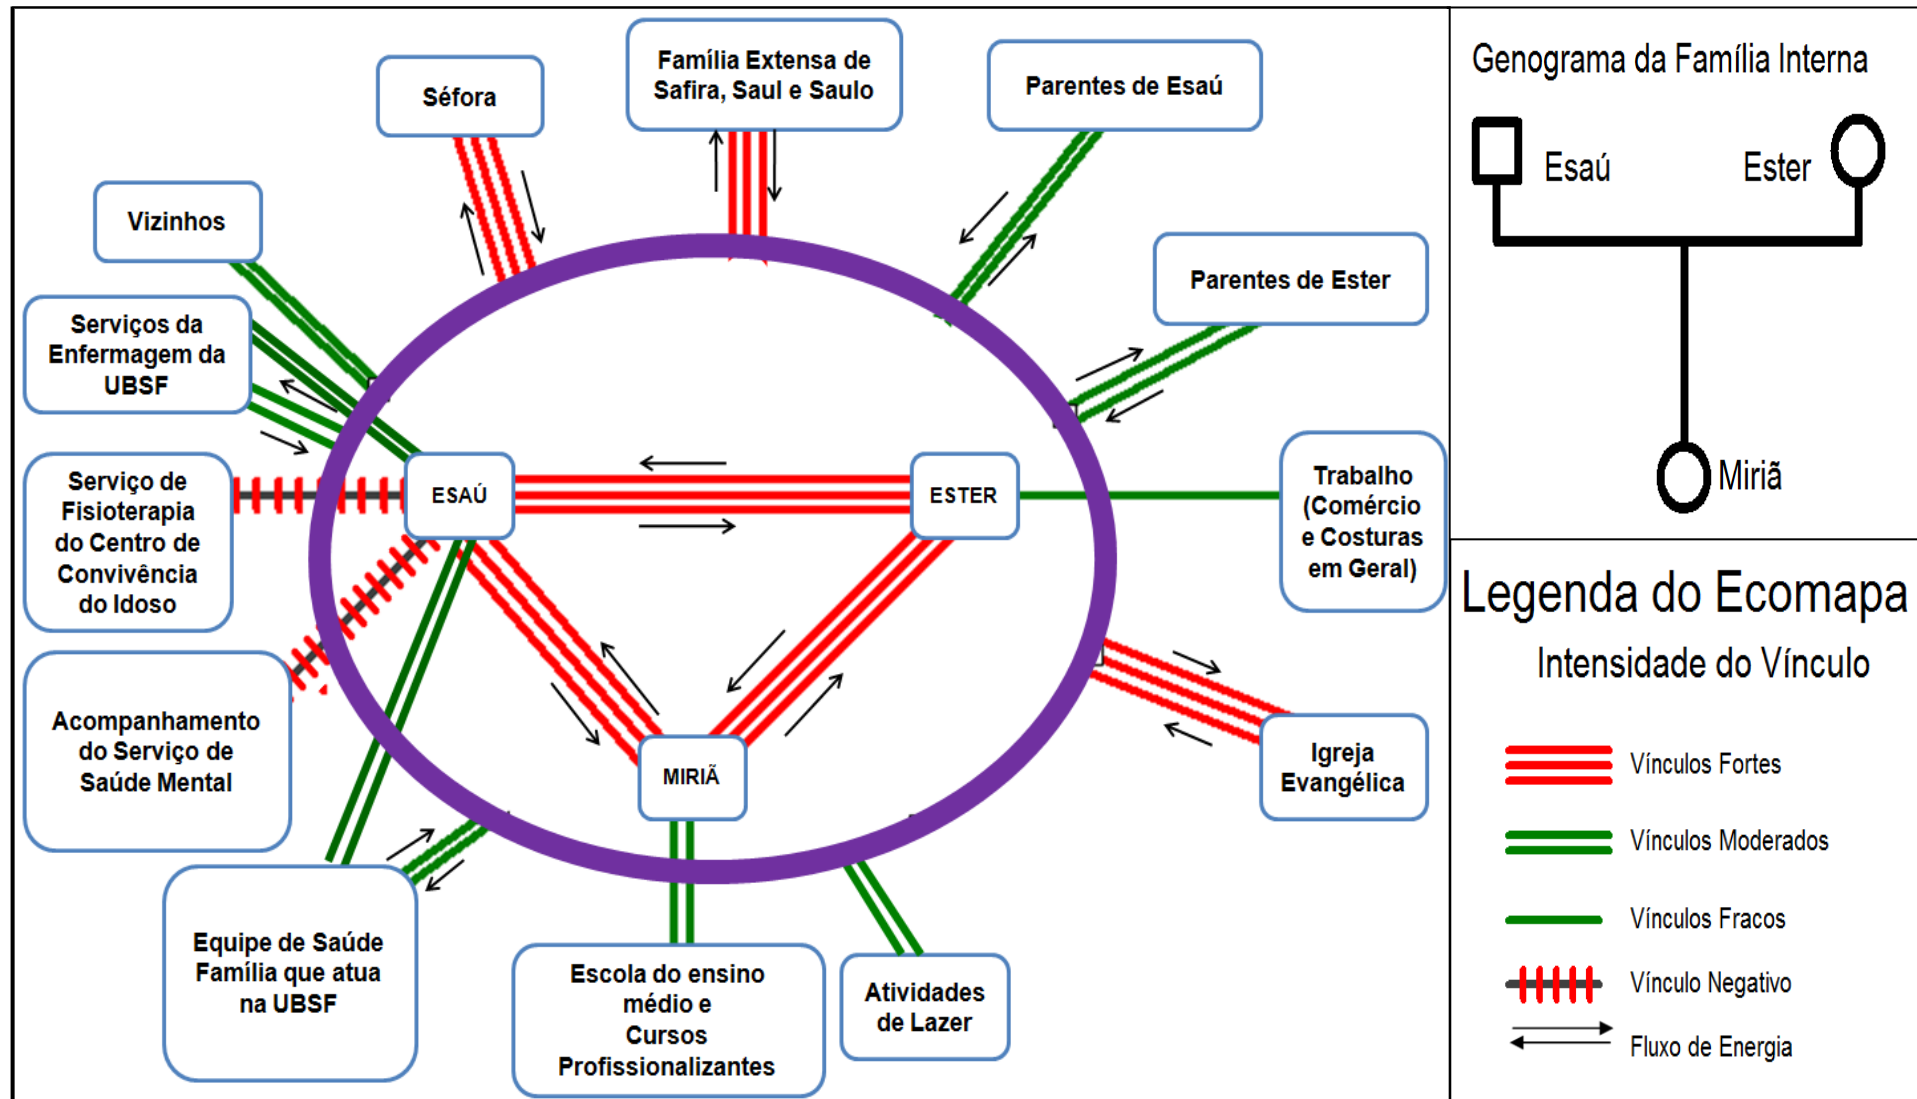 Séfora
Família Extensa de
Safira, Saul e Saulo
Parentes de Esaú
Vizinhos
Parentes de Ester
Serviços da
Enfermagem da
UBSF
Serviço de
Fisioterapia
do Centro de
Convivência
do Idoso
ESAÚ
ESTER
Trabalho
(Comércio
e Costuras
em Geral)
Acompanhamento
do Serviço de
Saúde Mental
MIRIÃ
Igreja
Evangélica
Equipe de Saúde
Família que atua
na UBSF
Escola do ensino
médio e
Cursos
Profissionalizantes
Atividades
de Lazer
Genograma da Família Interna
Esaú
Ester
Miriã
Legenda do Ecomapa
Intensidade do Vínculo
Vínculos Fortes
Vínculos Moderados
Vínculos Fracos
Vínculo Negativo
Fluxo de Energia